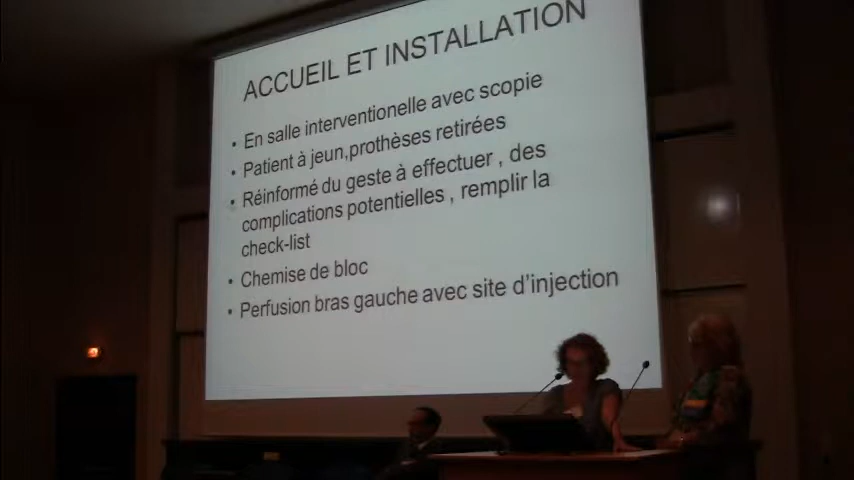 ACCUEIL ET INSTALLATION
• En salle interventionelle avec scopie
• Patient à jeun,prothèses retirées
• Réinformé du geste à effectuer , des
complications potentielles , remplir la
check-list
• Chemise de bloc
• Perfusion bras gauche avec site d'injection